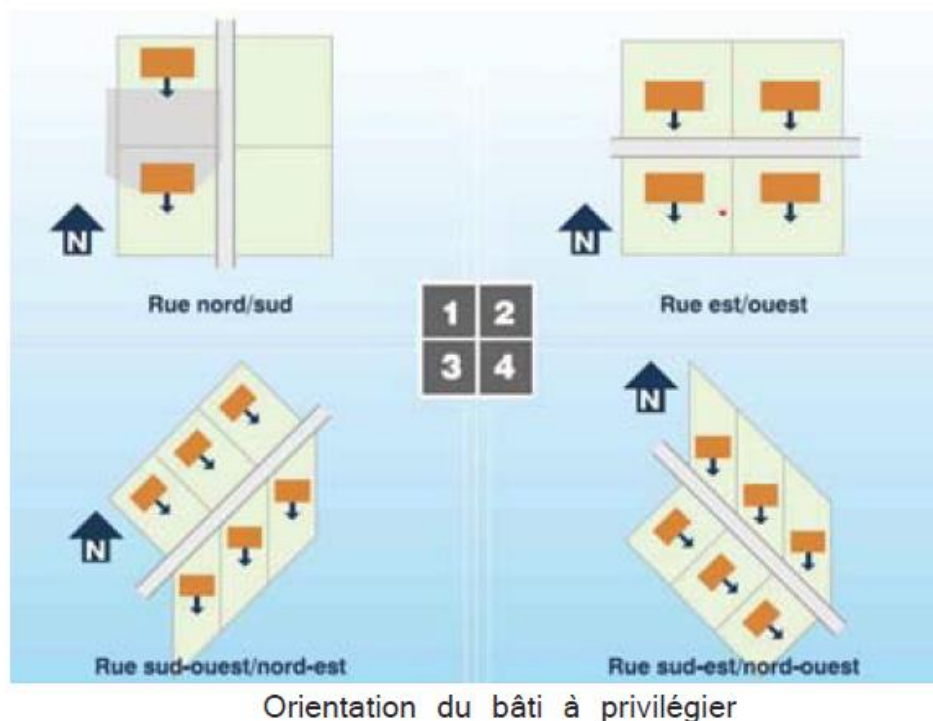 N
N
Rue nord/sud
Rue est/ouest
1 2
3 4
N
N
Rue sud-ouest/nord-est
Rue sud-est/nord-ouest
Orientation du bâti à privilégier